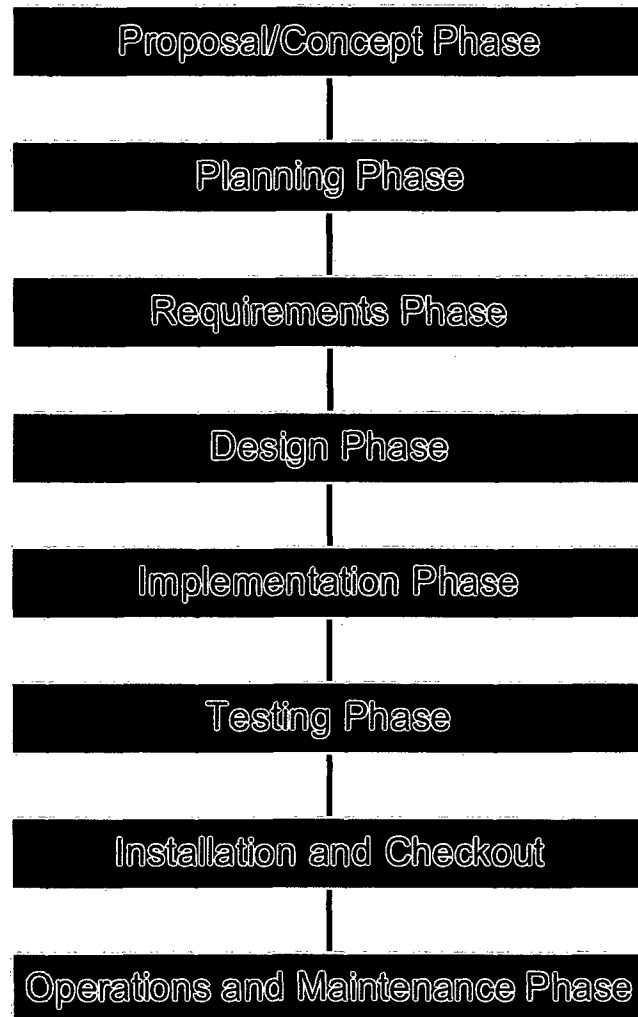 Proposal/Concept Phase
Planning Phase
Requirements Phase
Design Phase
Implementation Phase
Testing Phase
Installation and Checkout
Operations and Maintenance Phase